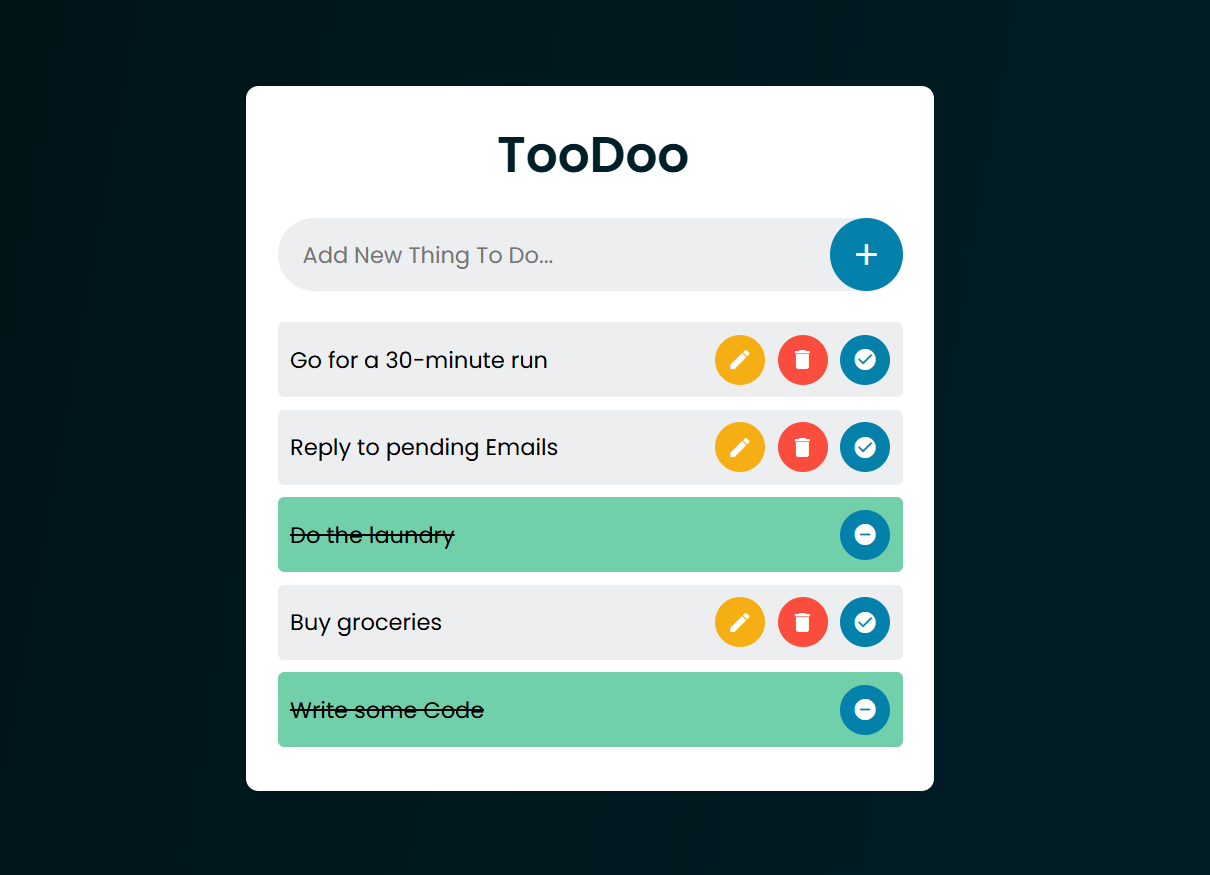 TooDoo
Add New Thing To Do...
Go for a 30-minute run
Reply to pending Emails
Do the laundry
Buy groceries
Write some Code